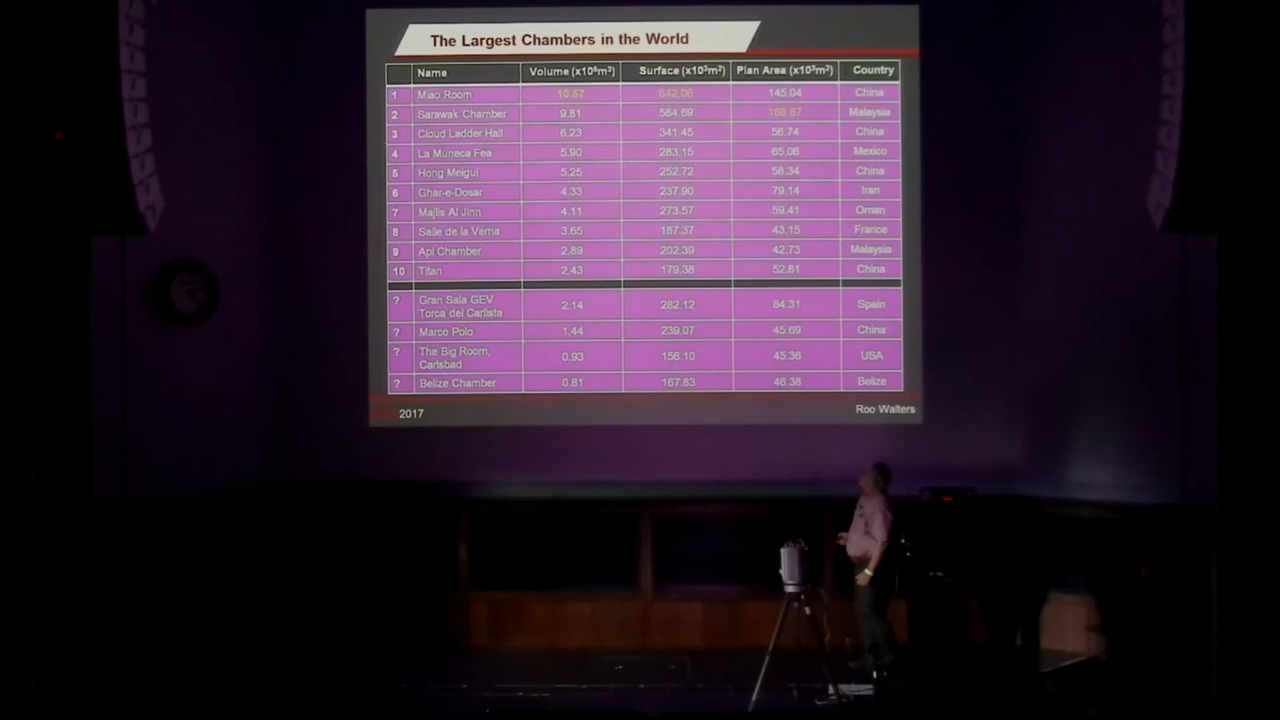 The Largest Chambers in the World
Name Volume (x10⁶m³) Surface (x10³m²) Plan Area (x10³m²) Country
1 Miao Room 10.57 642.06 145.04 China
2 Sarawak Chamber 9.81 584.69 168.87 Malaysia
3 Cloud Ladder Hall 6.23 341.45 56.74 China
4 La Muneca Fea 5.90 283.15 65.06 Mexico
5 Hong Meigui 5.25 252.72 58.34 China
6 Ghar-e-Dosar 4.33 237.90 79.14 Iran
7 Majlis Al Jinn 4.11 273.57 59.41 Oman
8 Salle de la Verna 3.65 187.37 43.15 France
9 Api Chamber 2.89 202.39 42.73 Malaysia
10 Titan 2.43 179.38 52.81 China
? Gran Sala GEV 2.14 282.12 64.31 Spain
Torca del Carlista
? Marco Polo 1.44 239.07 45.69 China
? The Big Room, 0.93 156.10 45.36 USA
Carlsbad
? Belize Chamber 0.81 167.83 46.38 Belize
2017 Roo Walters